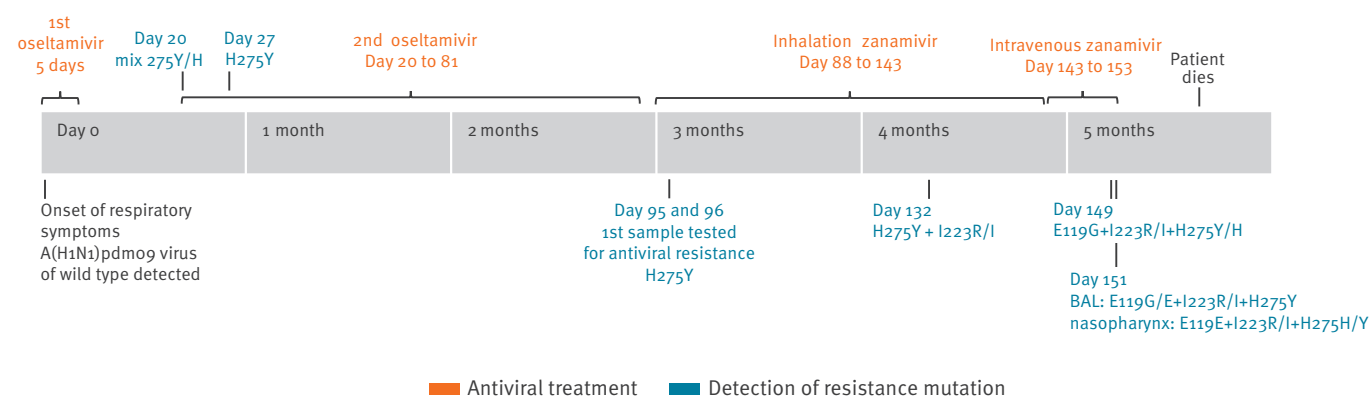 1st
oseltamivir
5 days
Day 20
mix 275Y/H
Day 27
H275Y
2nd oseltamivir
Day 20 to 81
Inhalation zanamivir
Day 88 to 143
Intravenous zanamivir
Day 143 to 153
Patient
dies
Day 0
1 month
2 months
3 months
4 months
5 months
Onset of respiratory
symptoms
A(H1N1)pdm09 virus
of wild type detected
Day 95 and 96
1st sample tested
for antiviral resistance
H275Y
Day 132
H275Y + I223R/I
Day 149
E119G+I223R/I+H275Y/H
Day 151
BAL: E119G/E+I223R/I+H275Y
nasopharynx: E119E+I223R/I+H275H/Y
Antiviral treatment
Detection of resistance mutation